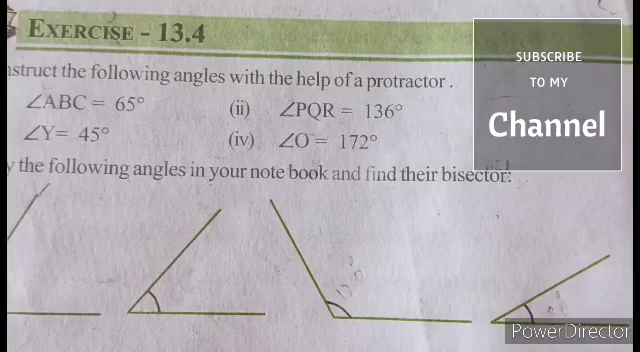 EXERCISE - 13.4
SUBSCRIBE
TO MY
Channel
nstruct the following angles with the help of a protractor .
∠ABC = 65°
(ii) ∠PQR = 136°
∠Y= 45°
(iv) ∠O = 172°
y the following angles in your note book and find their bisector:
PowerDirector